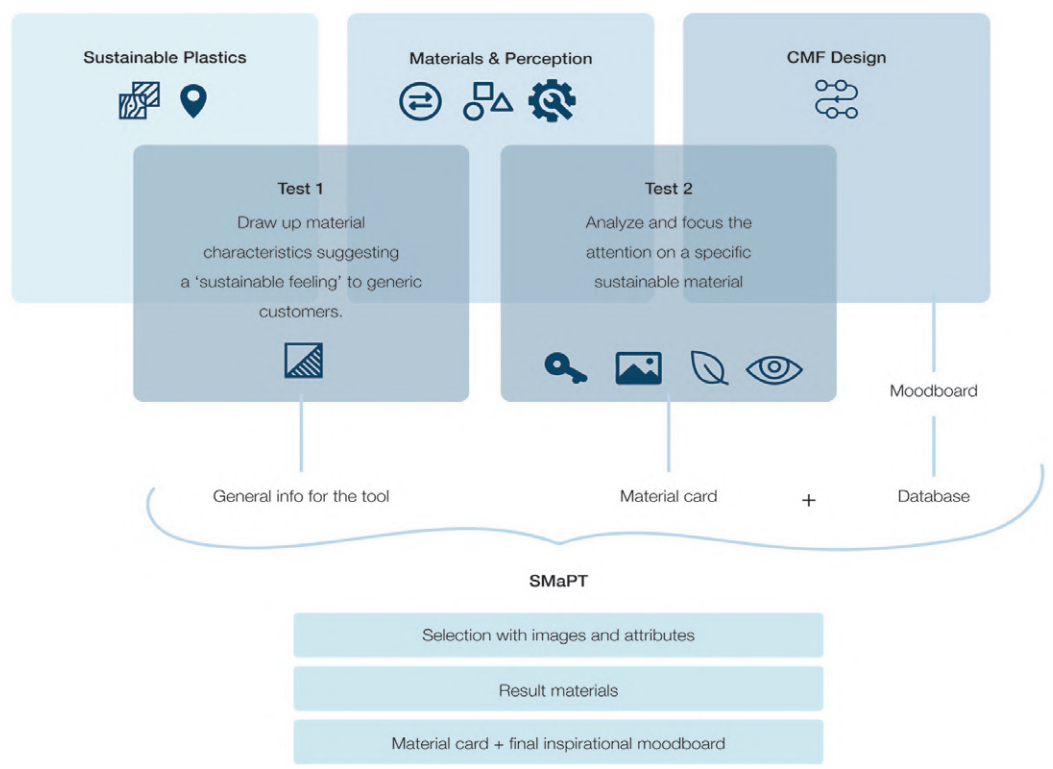 Sustainable Plastics
Materials & Perception
CMF Design
Test 1
Draw up material
characteristics suggesting
a ‘sustainable feeling’ to generic
customers.
Test 2
Analyze and focus the
attention on a specific
sustainable material
Moodboard
General info for the tool
Material card
+
Database
SMaPT
Selection with images and attributes
Result materials
Material card + final inspirational moodboard